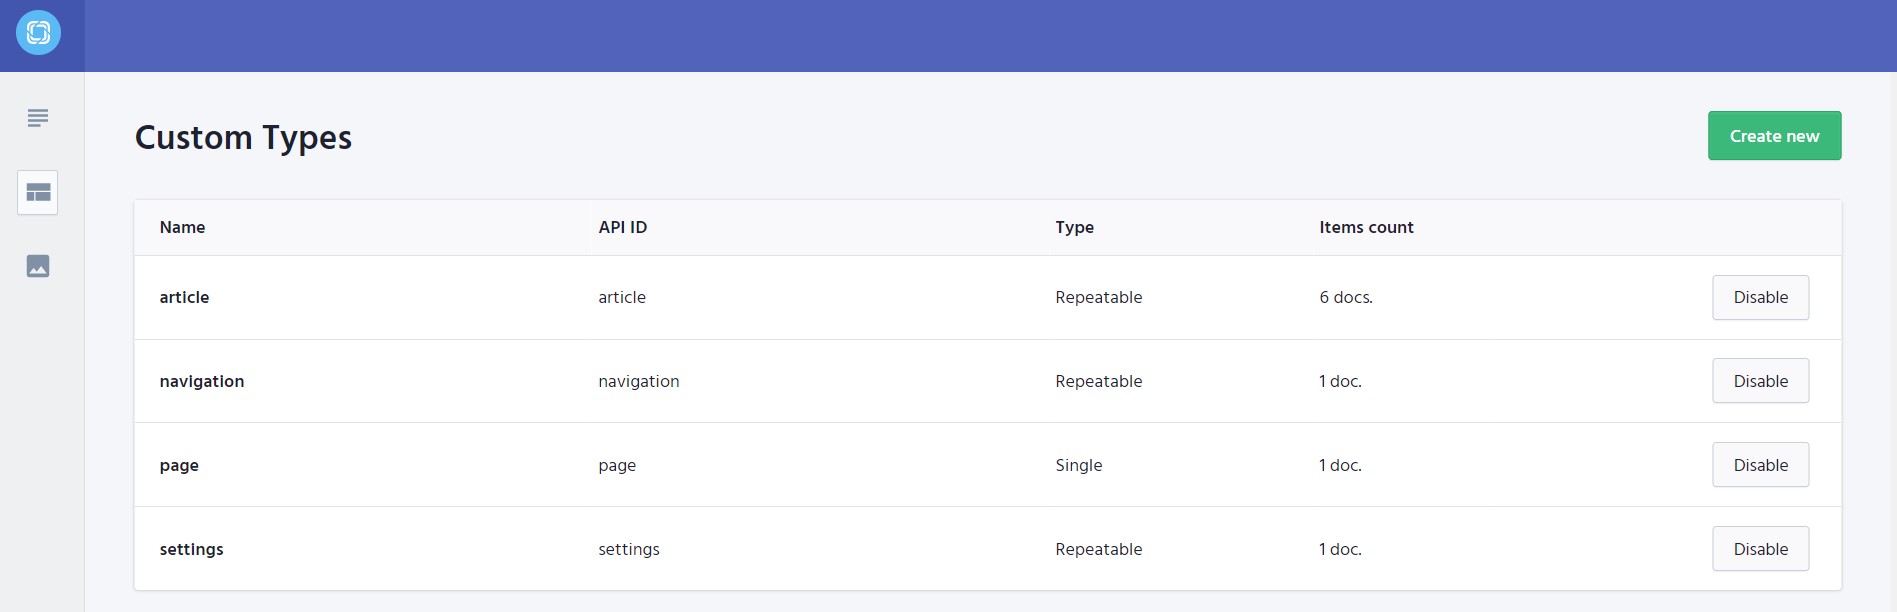 Custom Types
Create new
Name API ID Type Items count
article article Repeatable 6 docs. Disable
navigation navigation Repeatable 1 doc. Disable
page page Single 1 doc. Disable
settings settings Repeatable 1 doc. Disable